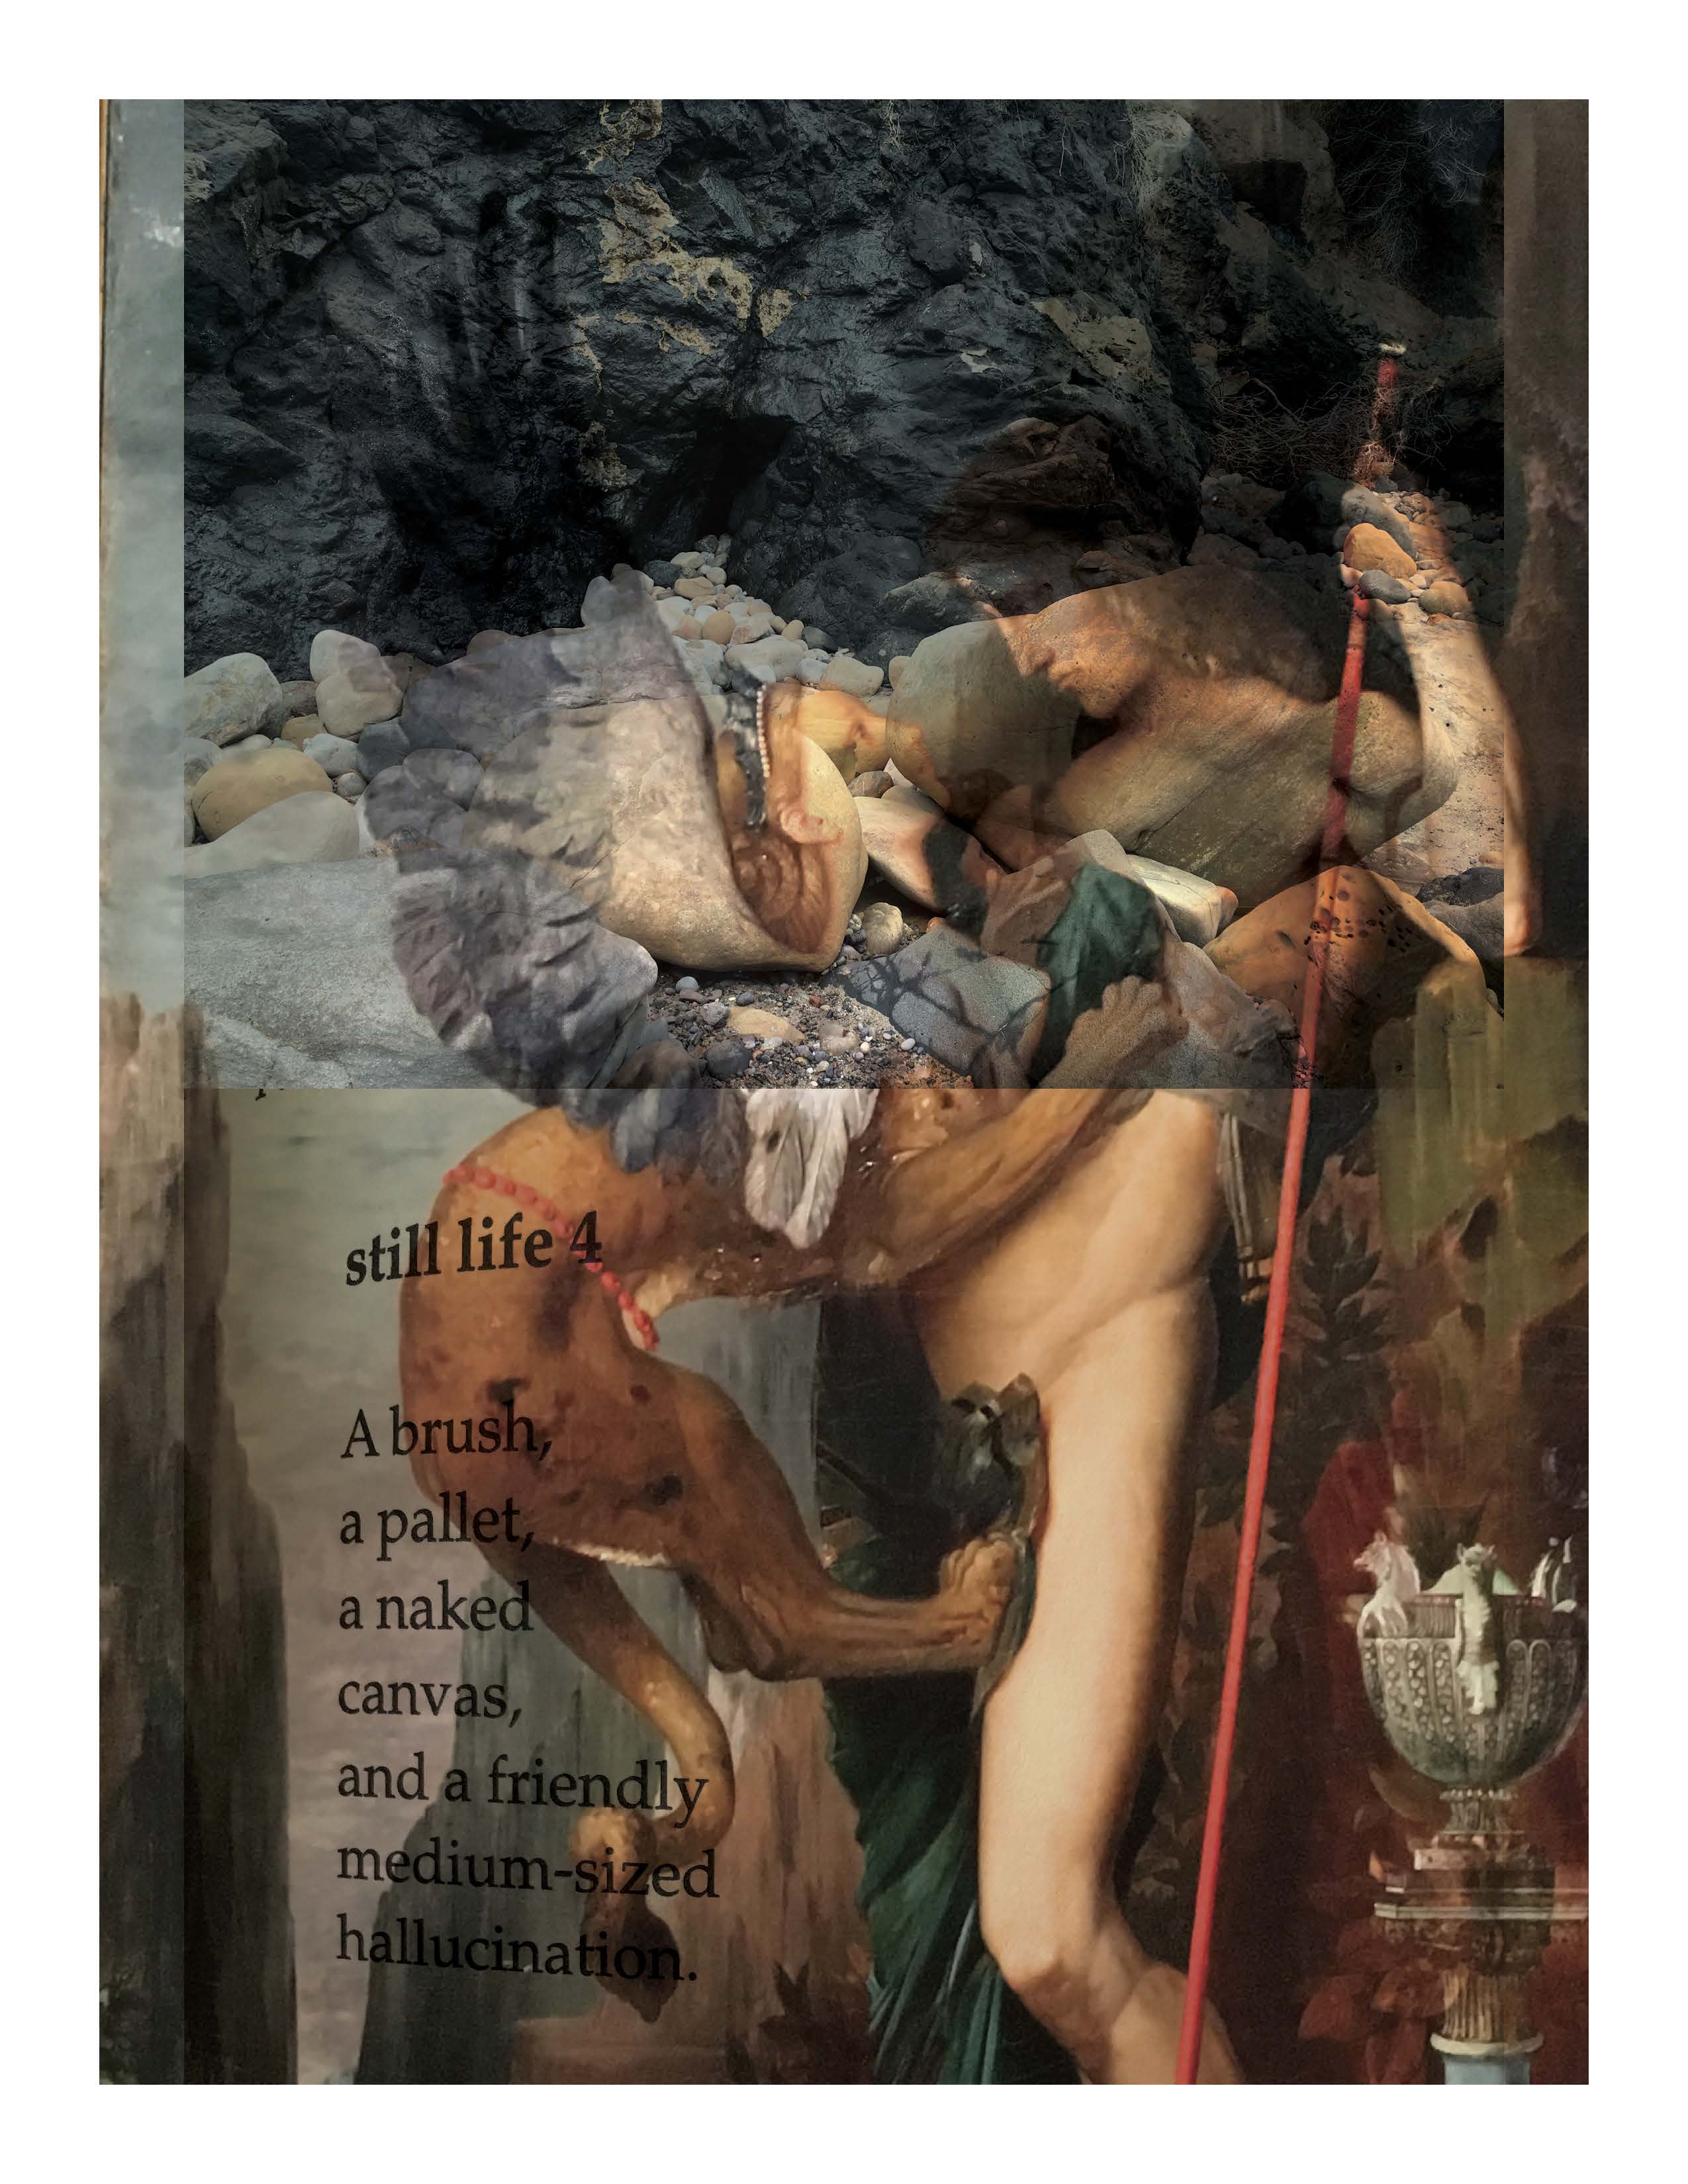 still life 4
A brush,
a pallet,
a naked
canvas,
and a friendly
medium-sized
hallucination.